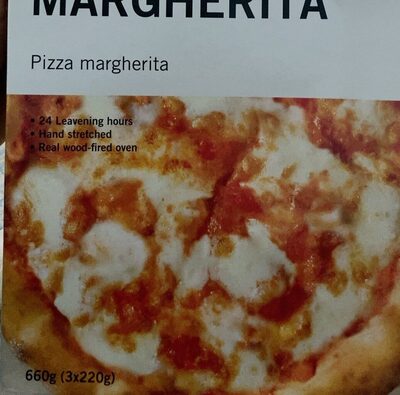 MARGHERITA
Pizza margherita
• 24 Leavening hours
• Hand stretched
• Real wood-fired oven
660g (3x220g)